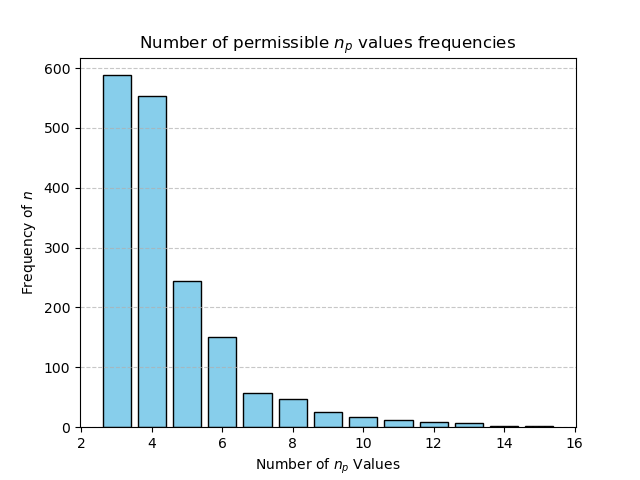 Number of permissible $n_p$ values frequencies
600
500
400
300
200
100
0
Frequency of $n$
2 4 6 8 10 12 14 16
Number of $n_p$ Values